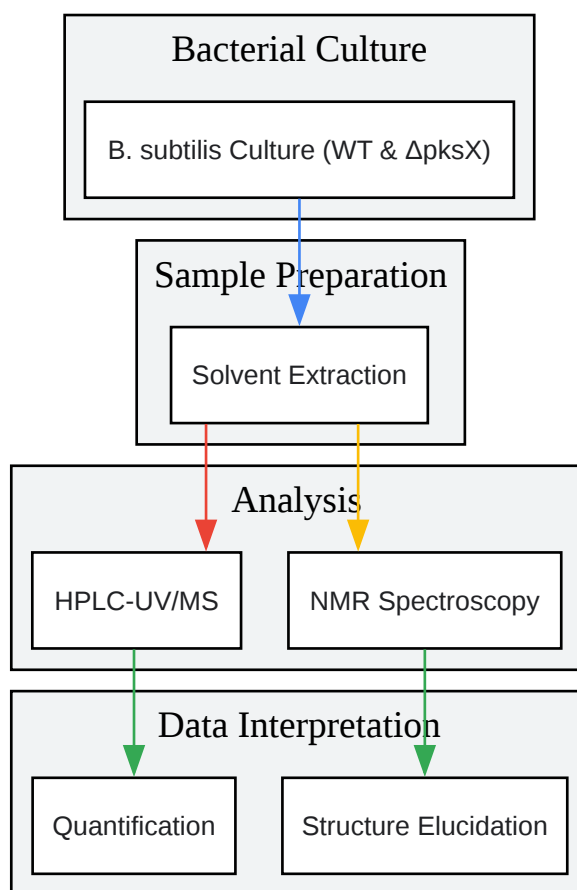 Bacterial Culture
B. subtilis Culture (WT & ΔpksX)
Sample Preparation
Solvent Extraction
Analysis
HPLC-UV/MS
NMR Spectroscopy
Data Interpretation
Quantification
Structure Elucidation